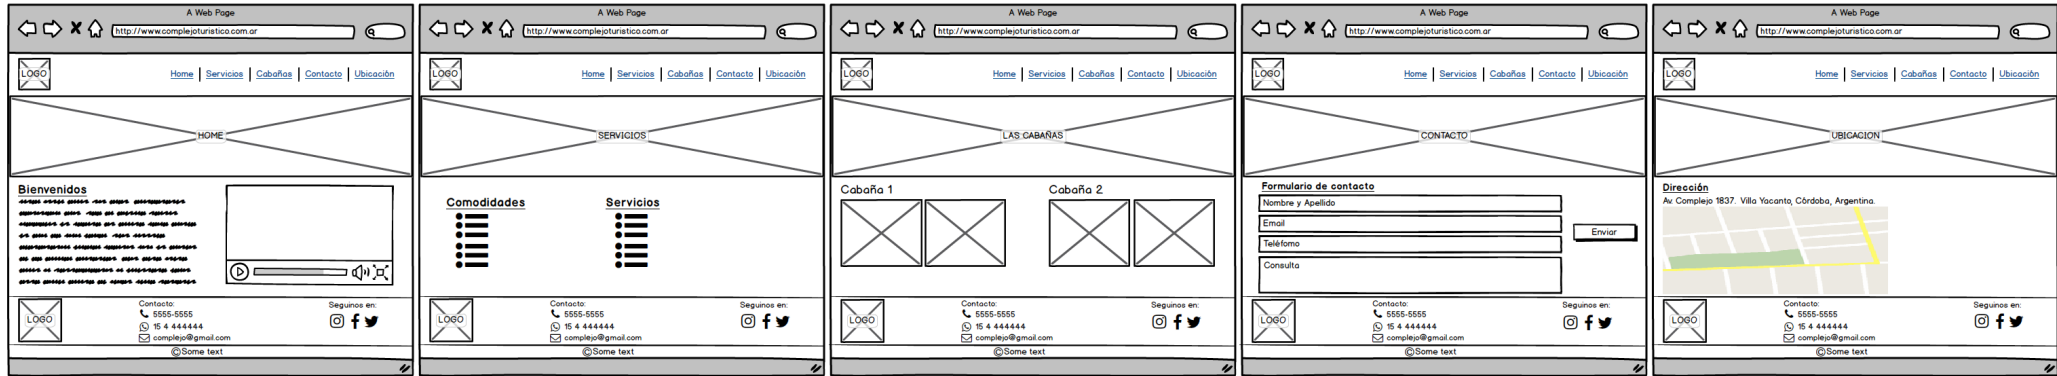 A Web Page
http://www.complejoturistico.com.ar
LOGO
Home | Servicios | Cabañas | Contacto | Ubicación
HOME
Bienvenidos
LOGO
Contacto:
5555-5555
15 4 444444
complejo@gmail.com
Seguinos en:
©Some text
A Web Page
http://www.complejoturistico.com.ar
LOGO
Home | Servicios | Cabañas | Contacto | Ubicación
SERVICIOS
Comodidades
Servicios
LOGO
Contacto:
5555-5555
15 4 444444
complejo@gmail.com
Seguinos en:
©Some text
A Web Page
http://www.complejoturistico.com.ar
LOGO
Home | Servicios | Cabañas | Contacto | Ubicación
LAS CABAÑAS
Cabaña 1
Cabaña 2
LOGO
Contacto:
5555-5555
15 4 444444
complejo@gmail.com
Seguinos en:
©Some text
A Web Page
http://www.complejoturistico.com.ar
LOGO
Home | Servicios | Cabañas | Contacto | Ubicación
CONTACTO
Formulario de contacto
Nombre y Apellido
Email
Teléfomo
Consulta
Enviar
LOGO
Contacto:
5555-5555
15 4 444444
complejo@gmail.com
Seguinos en:
©Some text
A Web Page
http://www.complejoturistico.com.ar
LOGO
Home | Servicios | Cabañas | Contacto | Ubicación
UBICACION
Dirección
Av. Complejo 1837. Villa Yacanto, Córdoba, Argentina.
LOGO
Contacto:
5555-5555
15 4 444444
complejo@gmail.com
Seguinos en:
©Some text